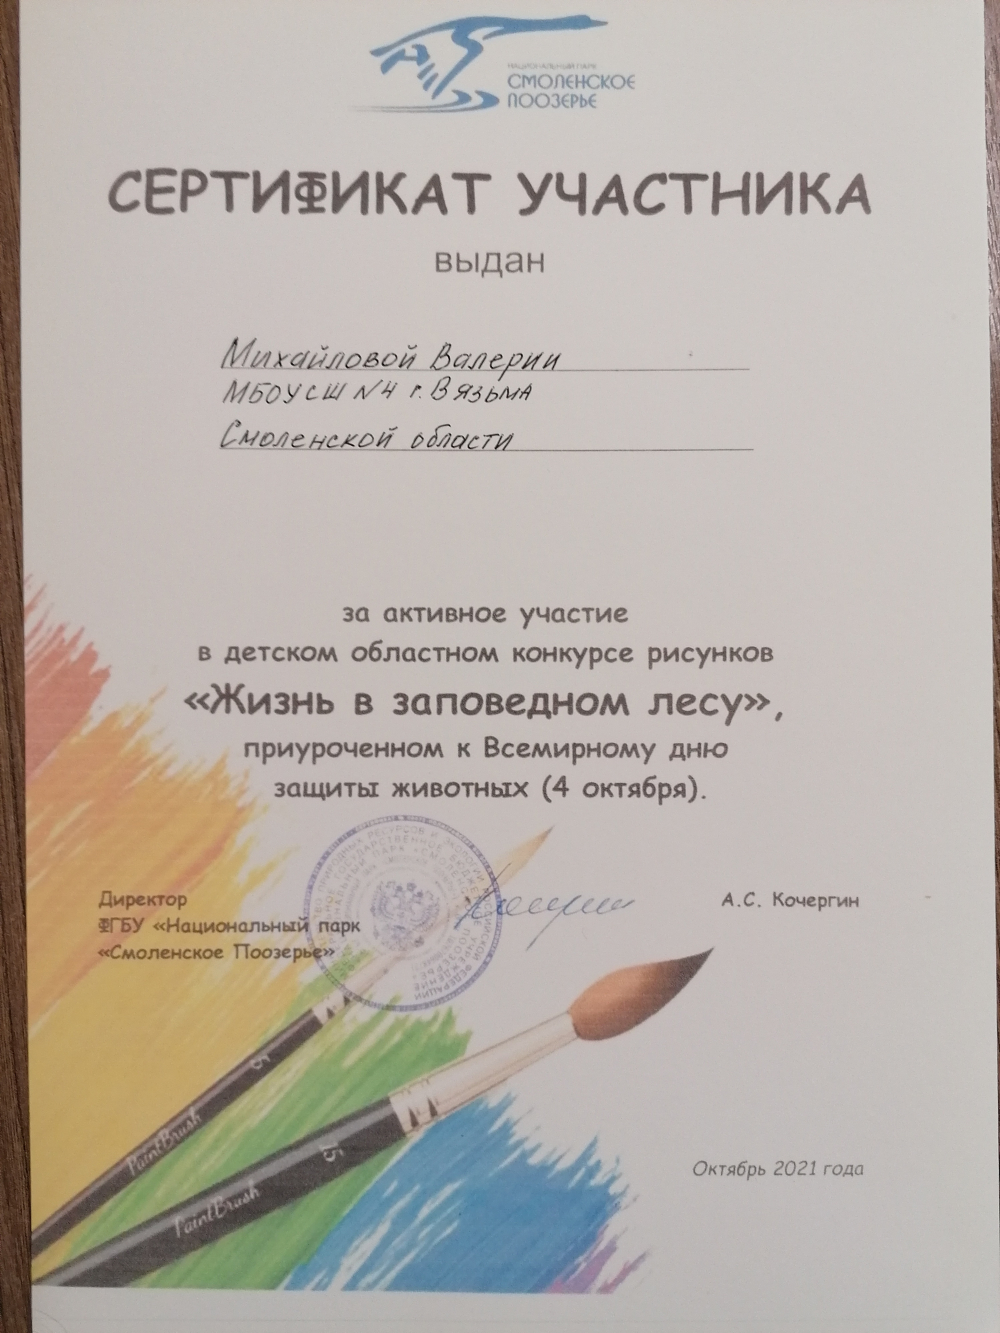 НАЦИОНАЛЬНЫЙ ПАРК
СМОЛЕНСКОЕ
ПООЗЕРЬЕ
СЕРТИФИКАТ УЧАСТНИКА
выдан
Михайловой Валерии
МБОУ СШ №4 г. Вязьма
Смоленской области
за активное участие
в детском областном конкурсе рисунков
«Жизнь в заповедном лесу»,
приуроченном к Всемирному дню
защиты животных (4 октября).
Директор
ФГБУ «Национальный парк
«Смоленское Поозерье»
А.С. Кочергин
5
PaintBrush
15
PaintBrush
Октябрь 2021 года